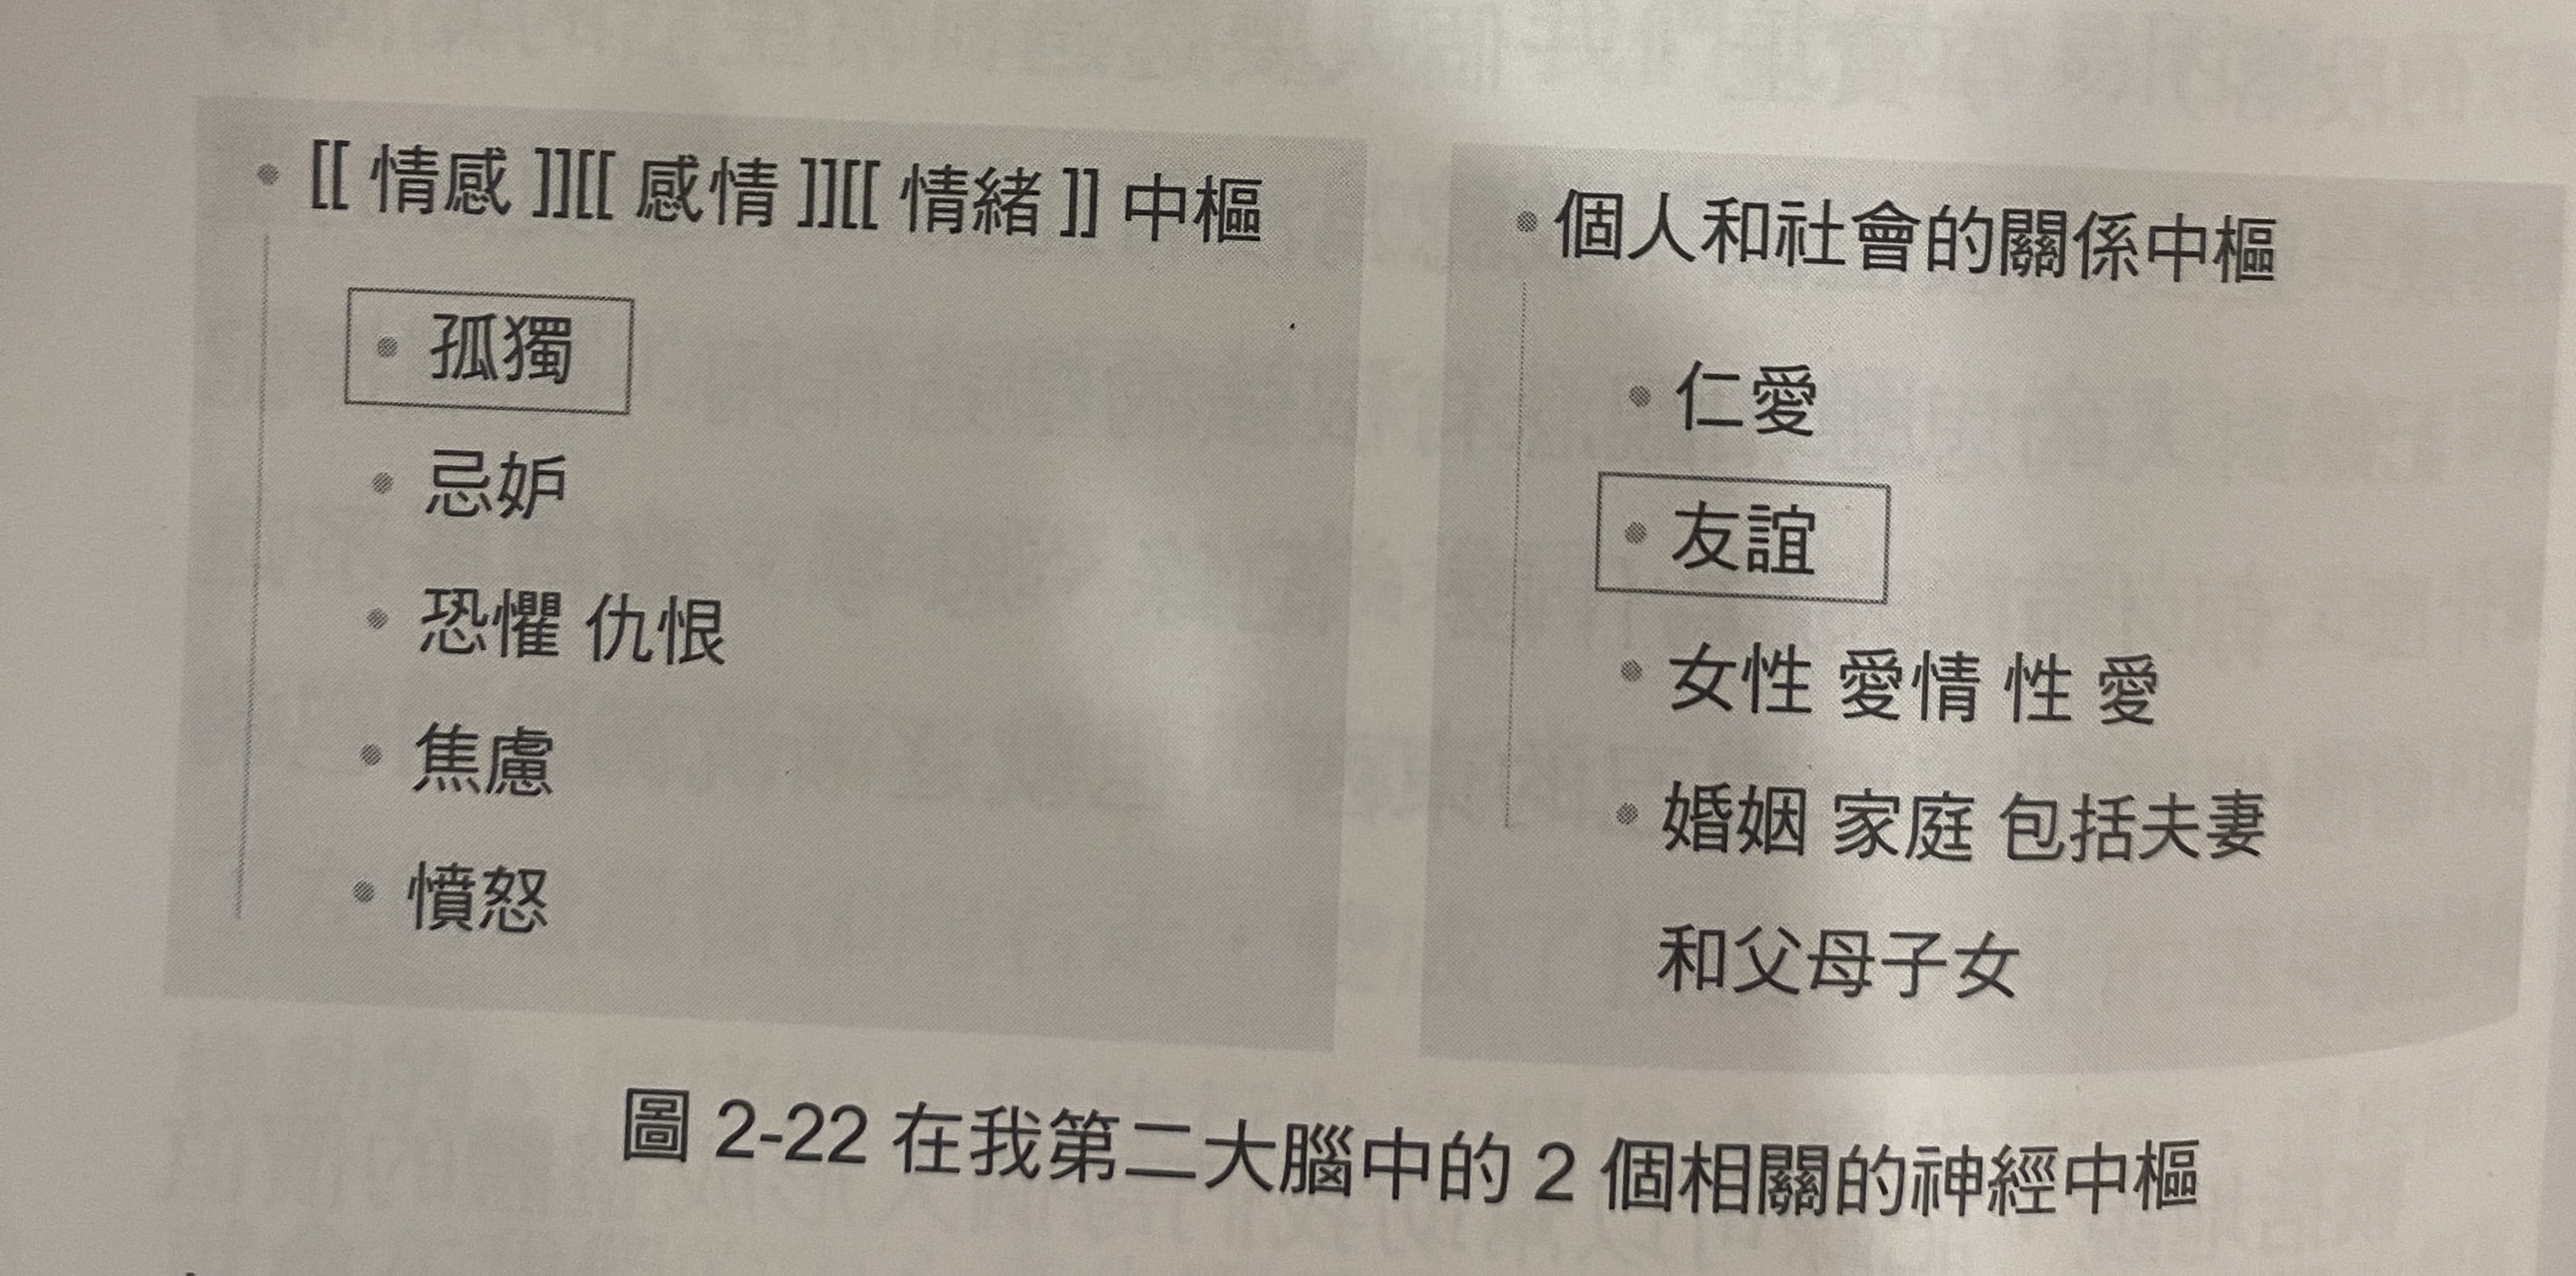 • [[ 情感 ]][[ 感情 ]][[ 情緒 ]] 中樞
• 孤獨
• 忌妒
• 恐懼 仇恨
• 焦慮
• 憤怒
• 個人和社會的關係中樞
• 仁愛
• 友誼
• 女性 愛情 性 愛
• 婚姻 家庭 包括夫妻
和父母子女
圖 2-22 在我第二大腦中的 2 個相關的神經中樞